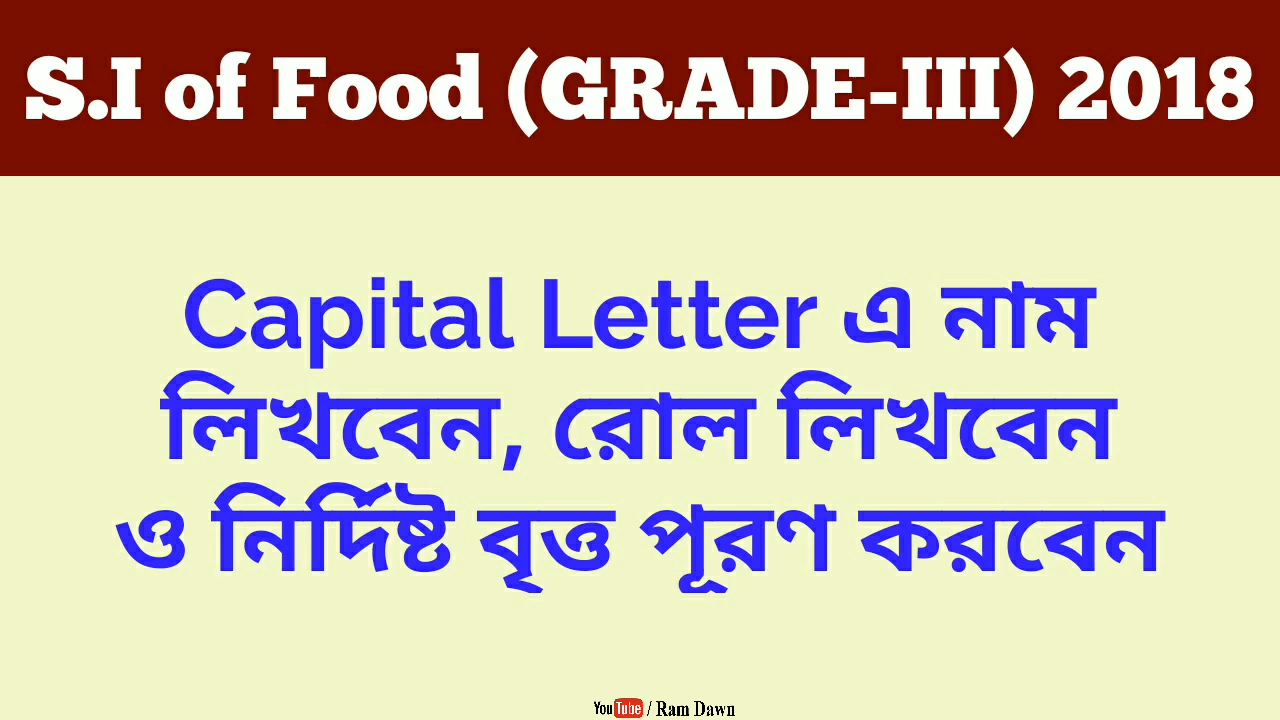 S.I of Food (GRADE-III) 2018
Capital Letter এ নাম
লিখবেন, রোল লিখবেন
ও নির্দিষ্ট বৃত্ত পূরণ করবেন
YouTube / Ram Dawn